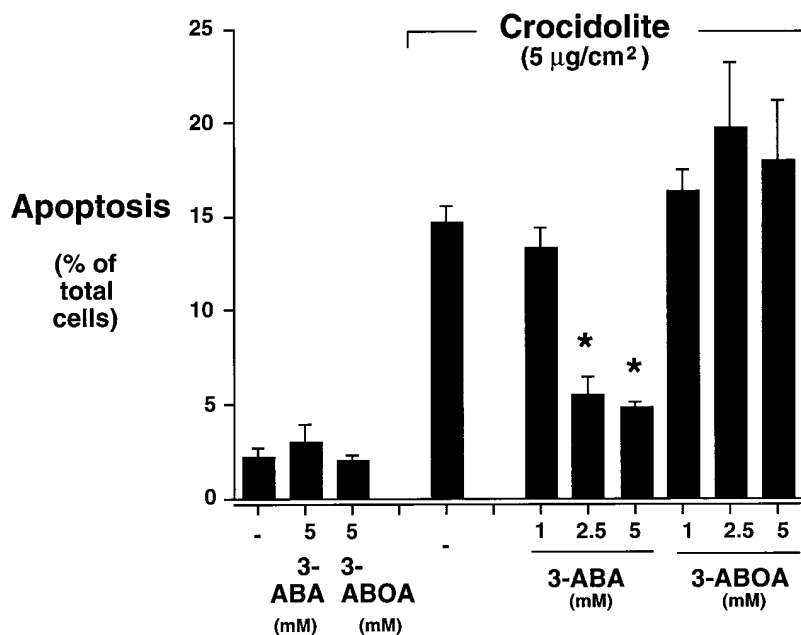 Crocidolite
(5 μg/cm²)
25
20
15
10
5
0
Apoptosis
(% of
total
cells)
* *
- 5 5 - 1 2.5 5 1 2.5 5
3- 3-
ABA ABOA
(mM) (mM)
3-ABA 3-ABOA
(mM) (mM)